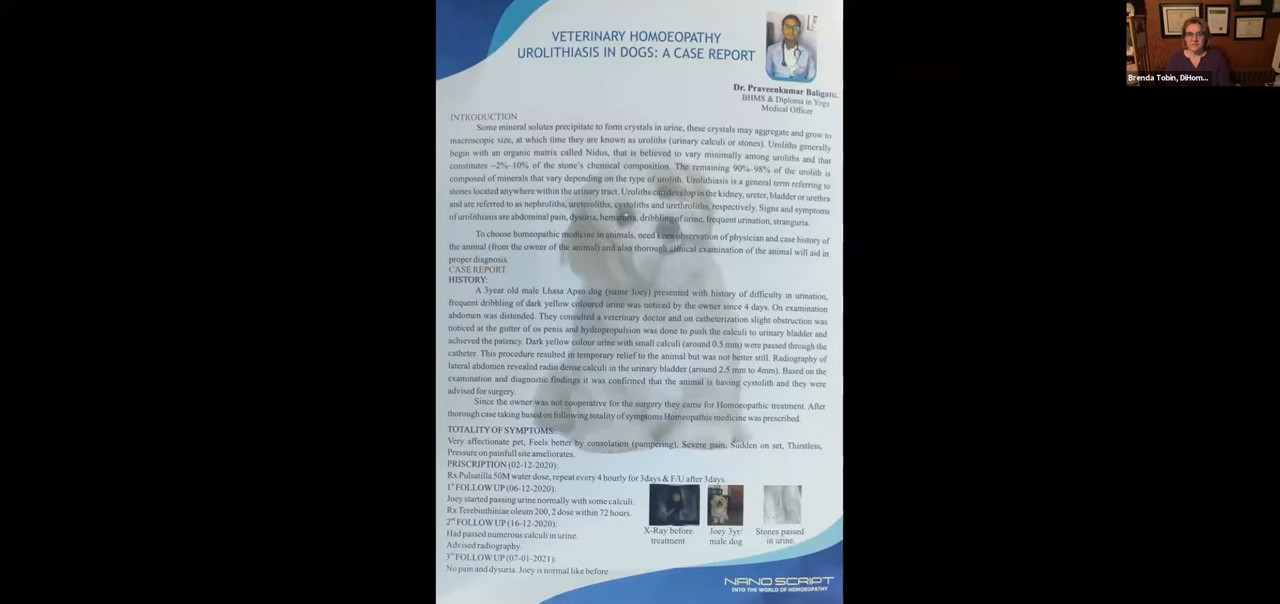 VETERINARY HOMOEOPATHY
UROLITHIASIS IN DOGS: A CASE REPORT
Dr. Praveenkumar Baligatti.
BHMS & Diploma in Yoga
Medical Officer
INTRODUCTION
Some mineral solutes precipitate to form crystals in urine, these crystals may aggregate and grow to
macroscopic size, at which time they are known as uroliths (urinary calculi or stones). Uroliths generally
begin with an organic matrix called Nidus, that is believed to vary minimally among uroliths and that
constitutes ~2%-10% of the stone's chemical composition. The remaining 90%-98% of the urolith is
composed of minerals that vary depending on the type of urolith. Urolithiasis is a general term referring to
stones located anywhere within the urinary tract. Uroliths can develop in the kidney, ureter, bladder or urethra
and are referred to as nephroliths, ureteroliths, cystoliths and urethroliths, respectively. Signs and symptoms
of urolithiasis are abdominal pain, dysuria, hematuria, dribbling of urine, frequent urination, stranguria.
To choose homeopathic medicine in animals, need keen observation of physician and case history of
the animal (from the owner of the animal) and also thorough clinical examination of the animal will aid in
proper diagnosis.
CASE REPORT
HISTORY:
A 3year old male Lhasa Apso dog (name Joey) presented with history of difficulty in urination,
frequent dribbling of dark yellow coloured urine was noticed by the owner since 4 days. On examination
abdomen was distended. They consulted a veterinary doctor and on catheterization slight obstruction was
noticed at the gutter of os penis and hydropropulsion was done to push the calculi to urinary bladder and
achieved the patency. Dark yellow colour urine with small calculi (around 0.5 mm) were passed through the
catheter. This procedure resulted in temporary relief to the animal but was not better still. Radiography of
lateral abdomen revealed radio dense calculi in the urinary bladder (around 2.5 mm to 4mm). Based on the
examination and diagnostic findings it was confirmed that the animal is having cystolith and they were
advised for surgery.
Since the owner was not cooperative for the surgery they came for Homoeopathic treatment. After
thorough case taking based on following totality of symptoms Homeopathic medicine was prescribed.
TOTALITY OF SYMPTOMS:
Very affectionate pet, Feels better by consolation (pampering), Severe pain, Sudden on set, Thirstless,
Pressure on painfull site ameliorates.
PRISCRIPTION (02-12-2020):
Rx Pulsatilla 50M water dose, repeat every 4 hourly for 3days & F/U after 3days.
1st FOLLOW UP (06-12-2020):
Joey started passing urine normally with some calculi.
Rx Terebinthiniae oleum 200, 2 dose within 72 hours.
2nd FOLLOW UP (16-12-2020):
Had passed numerous calculi in urine.
Advised radiography.
3rd FOLLOW UP (07-01-2021):
No pain and dysuria. Joey is normal like before
X-Ray before
treatment
Joey 3yr/
male dog
Stones passed
in urine.
NANO SCRIPT
INTO THE WORLD OF HOMOEOPATHY
Brenda Tobin, DiHom...